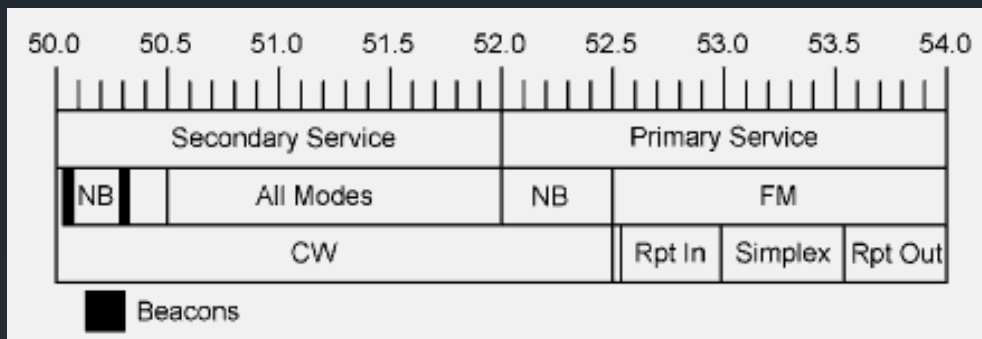 50.0 50.5 51.0 51.5 52.0 52.5 53.0 53.5 54.0
Secondary Service Primary Service
NB All Modes NB FM
CW Rpt In Simplex Rpt Out
Beacons